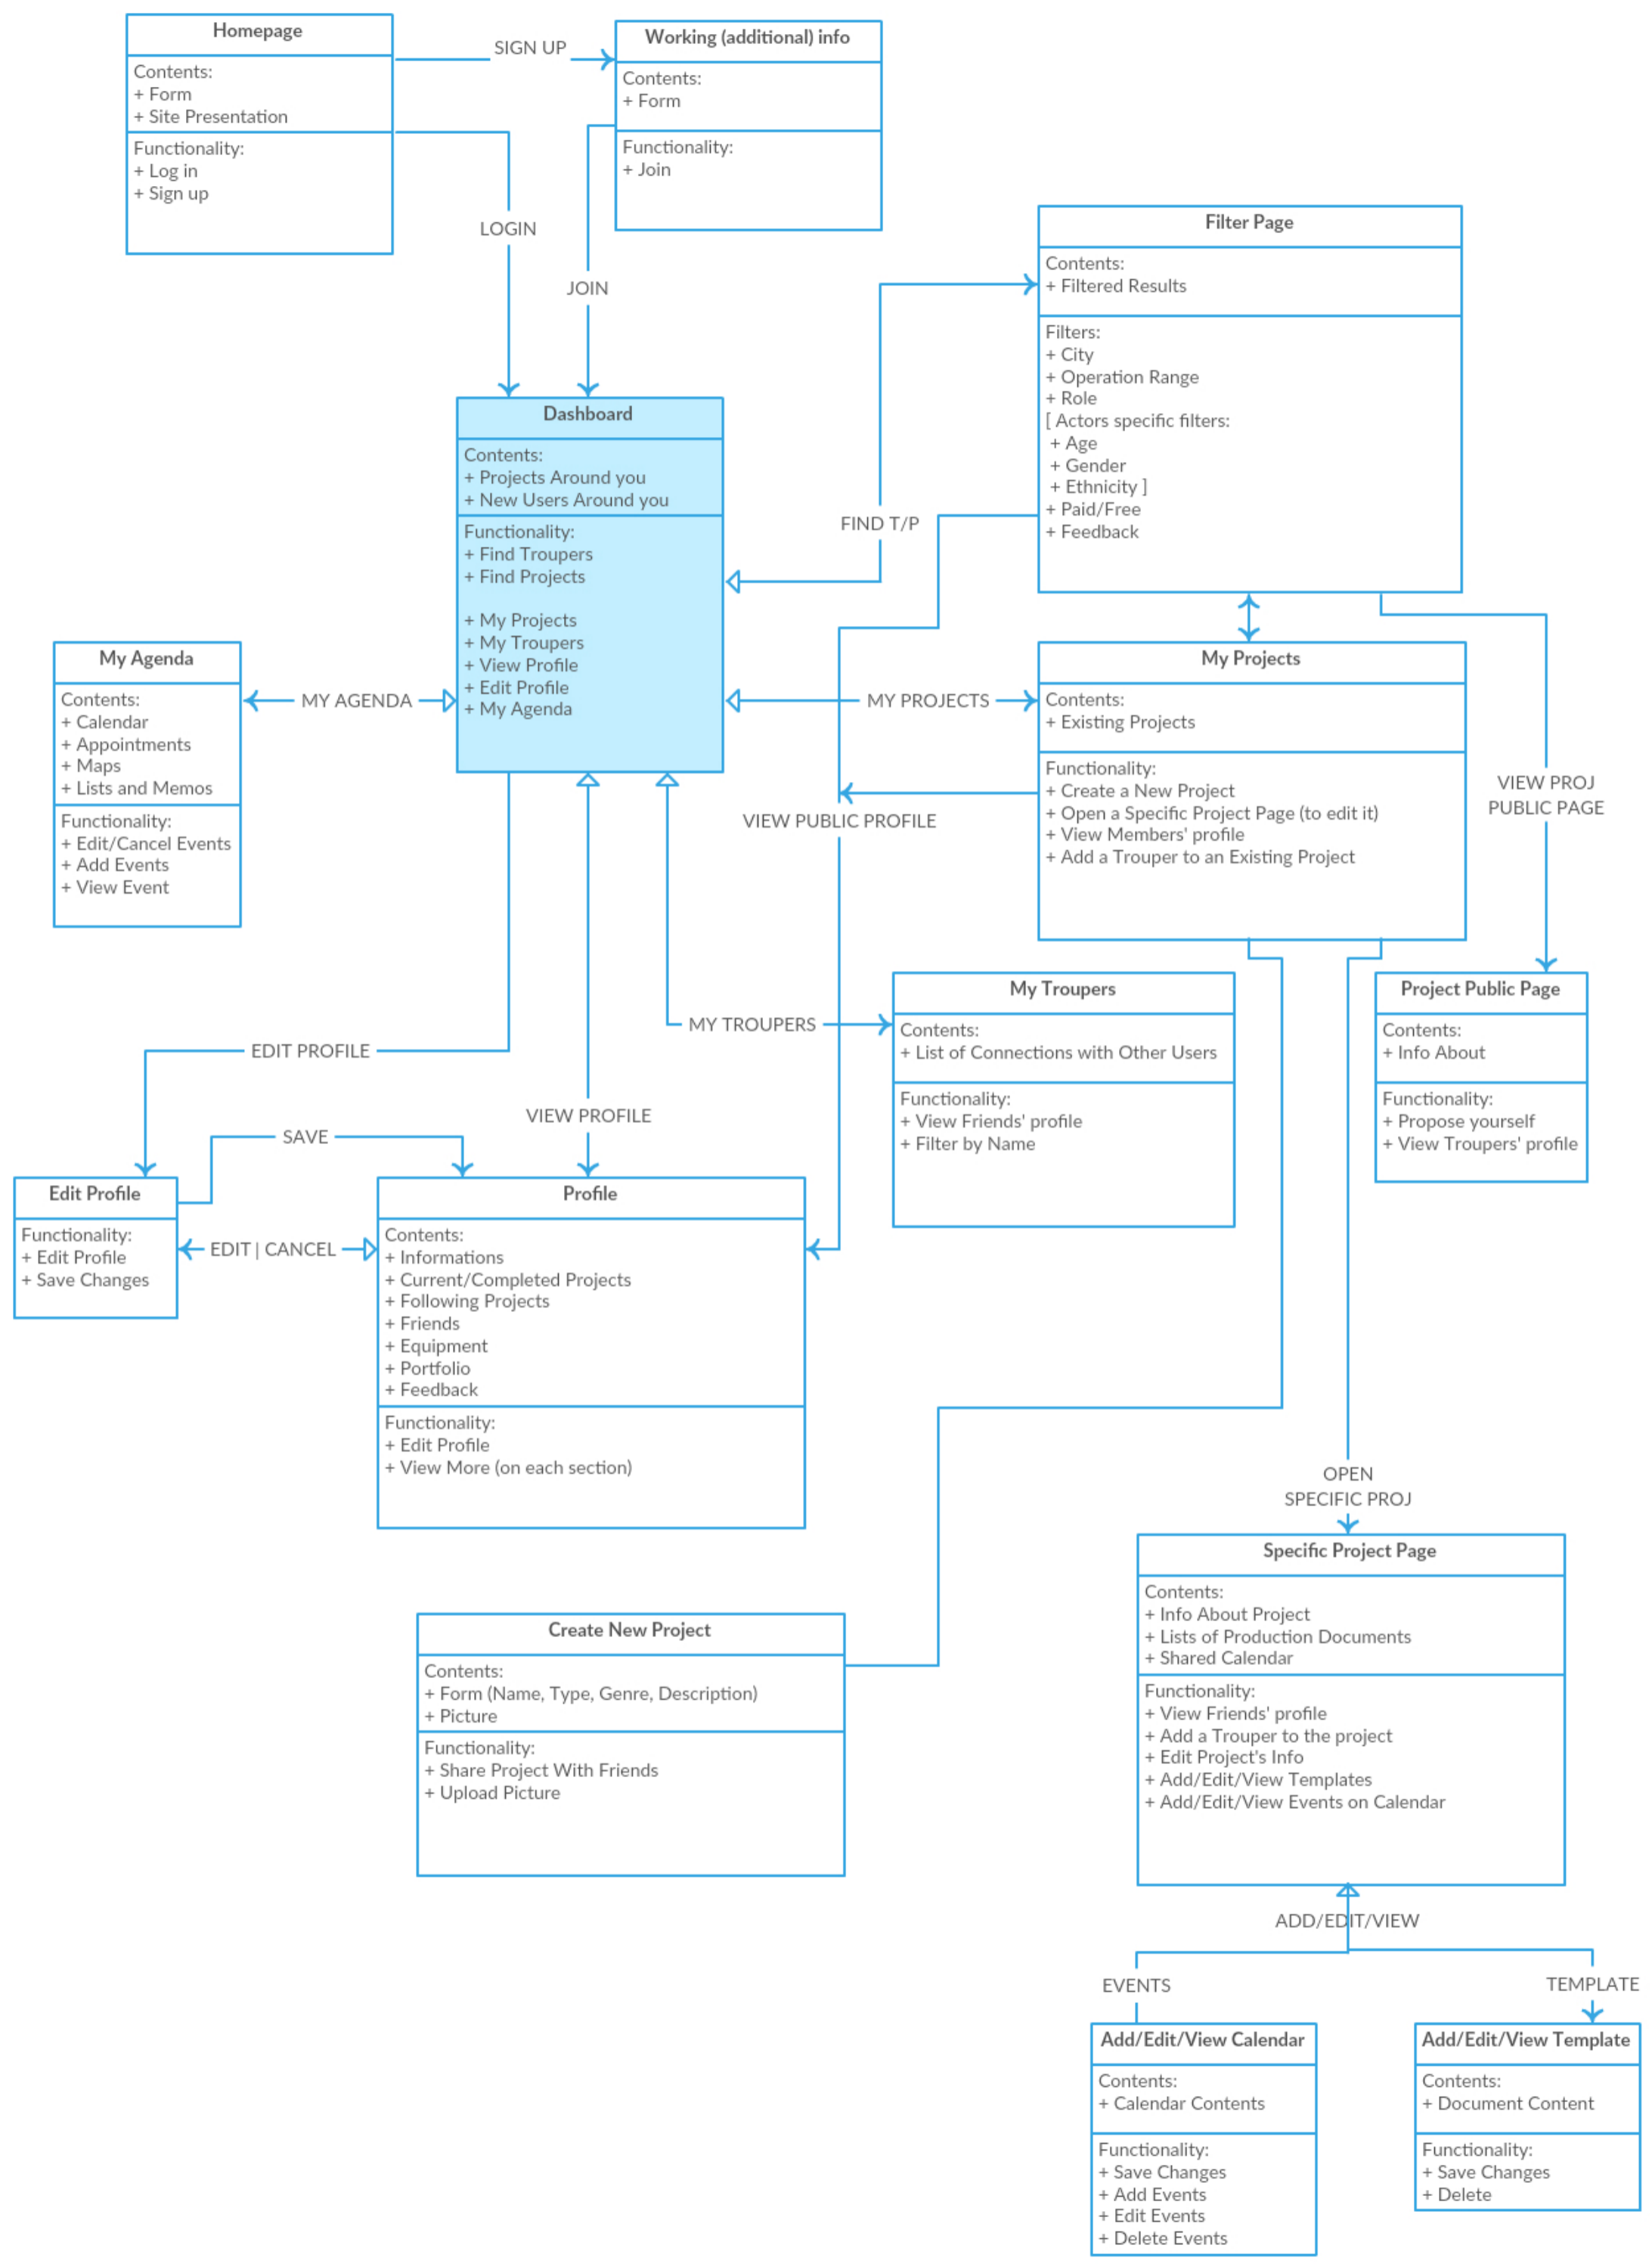 Homepage
Contents:
+ Form
+ Site Presentation
Functionality:
+ Log in
+ Sign up
SIGN UP
Working (additional) info
Contents:
+ Form
Functionality:
+ Join
LOGIN
JOIN
Filter Page
Contents:
+ Filtered Results
Filters:
+ City
+ Operation Range
+ Role
[ Actors specific filters:
+ Age
+ Gender
+ Ethnicity ]
+ Paid/Free
+ Feedback
Dashboard
Contents:
+ Projects Around you
+ New Users Around you
Functionality:
+ Find Troupers
+ Find Projects
+ My Projects
+ My Troupers
+ View Profile
+ Edit Profile
+ My Agenda
FIND T/P
My Agenda
Contents:
+ Calendar
+ Appointments
+ Maps
+ Lists and Memos
Functionality:
+ Edit/Cancel Events
+ Add Events
+ View Event
MY AGENDA
MY PROJECTS
My Projects
Contents:
+ Existing Projects
Functionality:
+ Create a New Project
+ Open a Specific Project Page (to edit it)
+ View Members' profile
+ Add a Trouper to an Existing Project
VIEW PROJ
PUBLIC PAGE
VIEW PUBLIC PROFILE
My Troupers
Contents:
+ List of Connections with Other Users
Functionality:
+ View Friends' profile
+ Filter by Name
Project Public Page
Contents:
+ Info About
Functionality:
+ Propose yourself
+ View Troupers' profile
MY TROUPERS
EDIT PROFILE
VIEW PROFILE
SAVE
Edit Profile
Functionality:
+ Edit Profile
+ Save Changes
EDIT | CANCEL
Profile
Contents:
+ Informations
+ Current/Completed Projects
+ Following Projects
+ Friends
+ Equipment
+ Portfolio
+ Feedback
Functionality:
+ Edit Profile
+ View More (on each section)
OPEN
SPECIFIC PROJ
Specific Project Page
Contents:
+ Info About Project
+ Lists of Production Documents
+ Shared Calendar
Functionality:
+ View Friends' profile
+ Add a Trouper to the project
+ Edit Project's Info
+ Add/Edit/View Templates
+ Add/Edit/View Events on Calendar
Create New Project
Contents:
+ Form (Name, Type, Genre, Description)
+ Picture
Functionality:
+ Share Project With Friends
+ Upload Picture
ADD/EDIT/VIEW
EVENTS
TEMPLATE
Add/Edit/View Calendar
Contents:
+ Calendar Contents
Functionality:
+ Save Changes
+ Add Events
+ Edit Events
+ Delete Events
Add/Edit/View Template
Contents:
+ Document Content
Functionality:
+ Save Changes
+ Delete